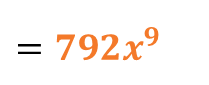 = 792x⁹